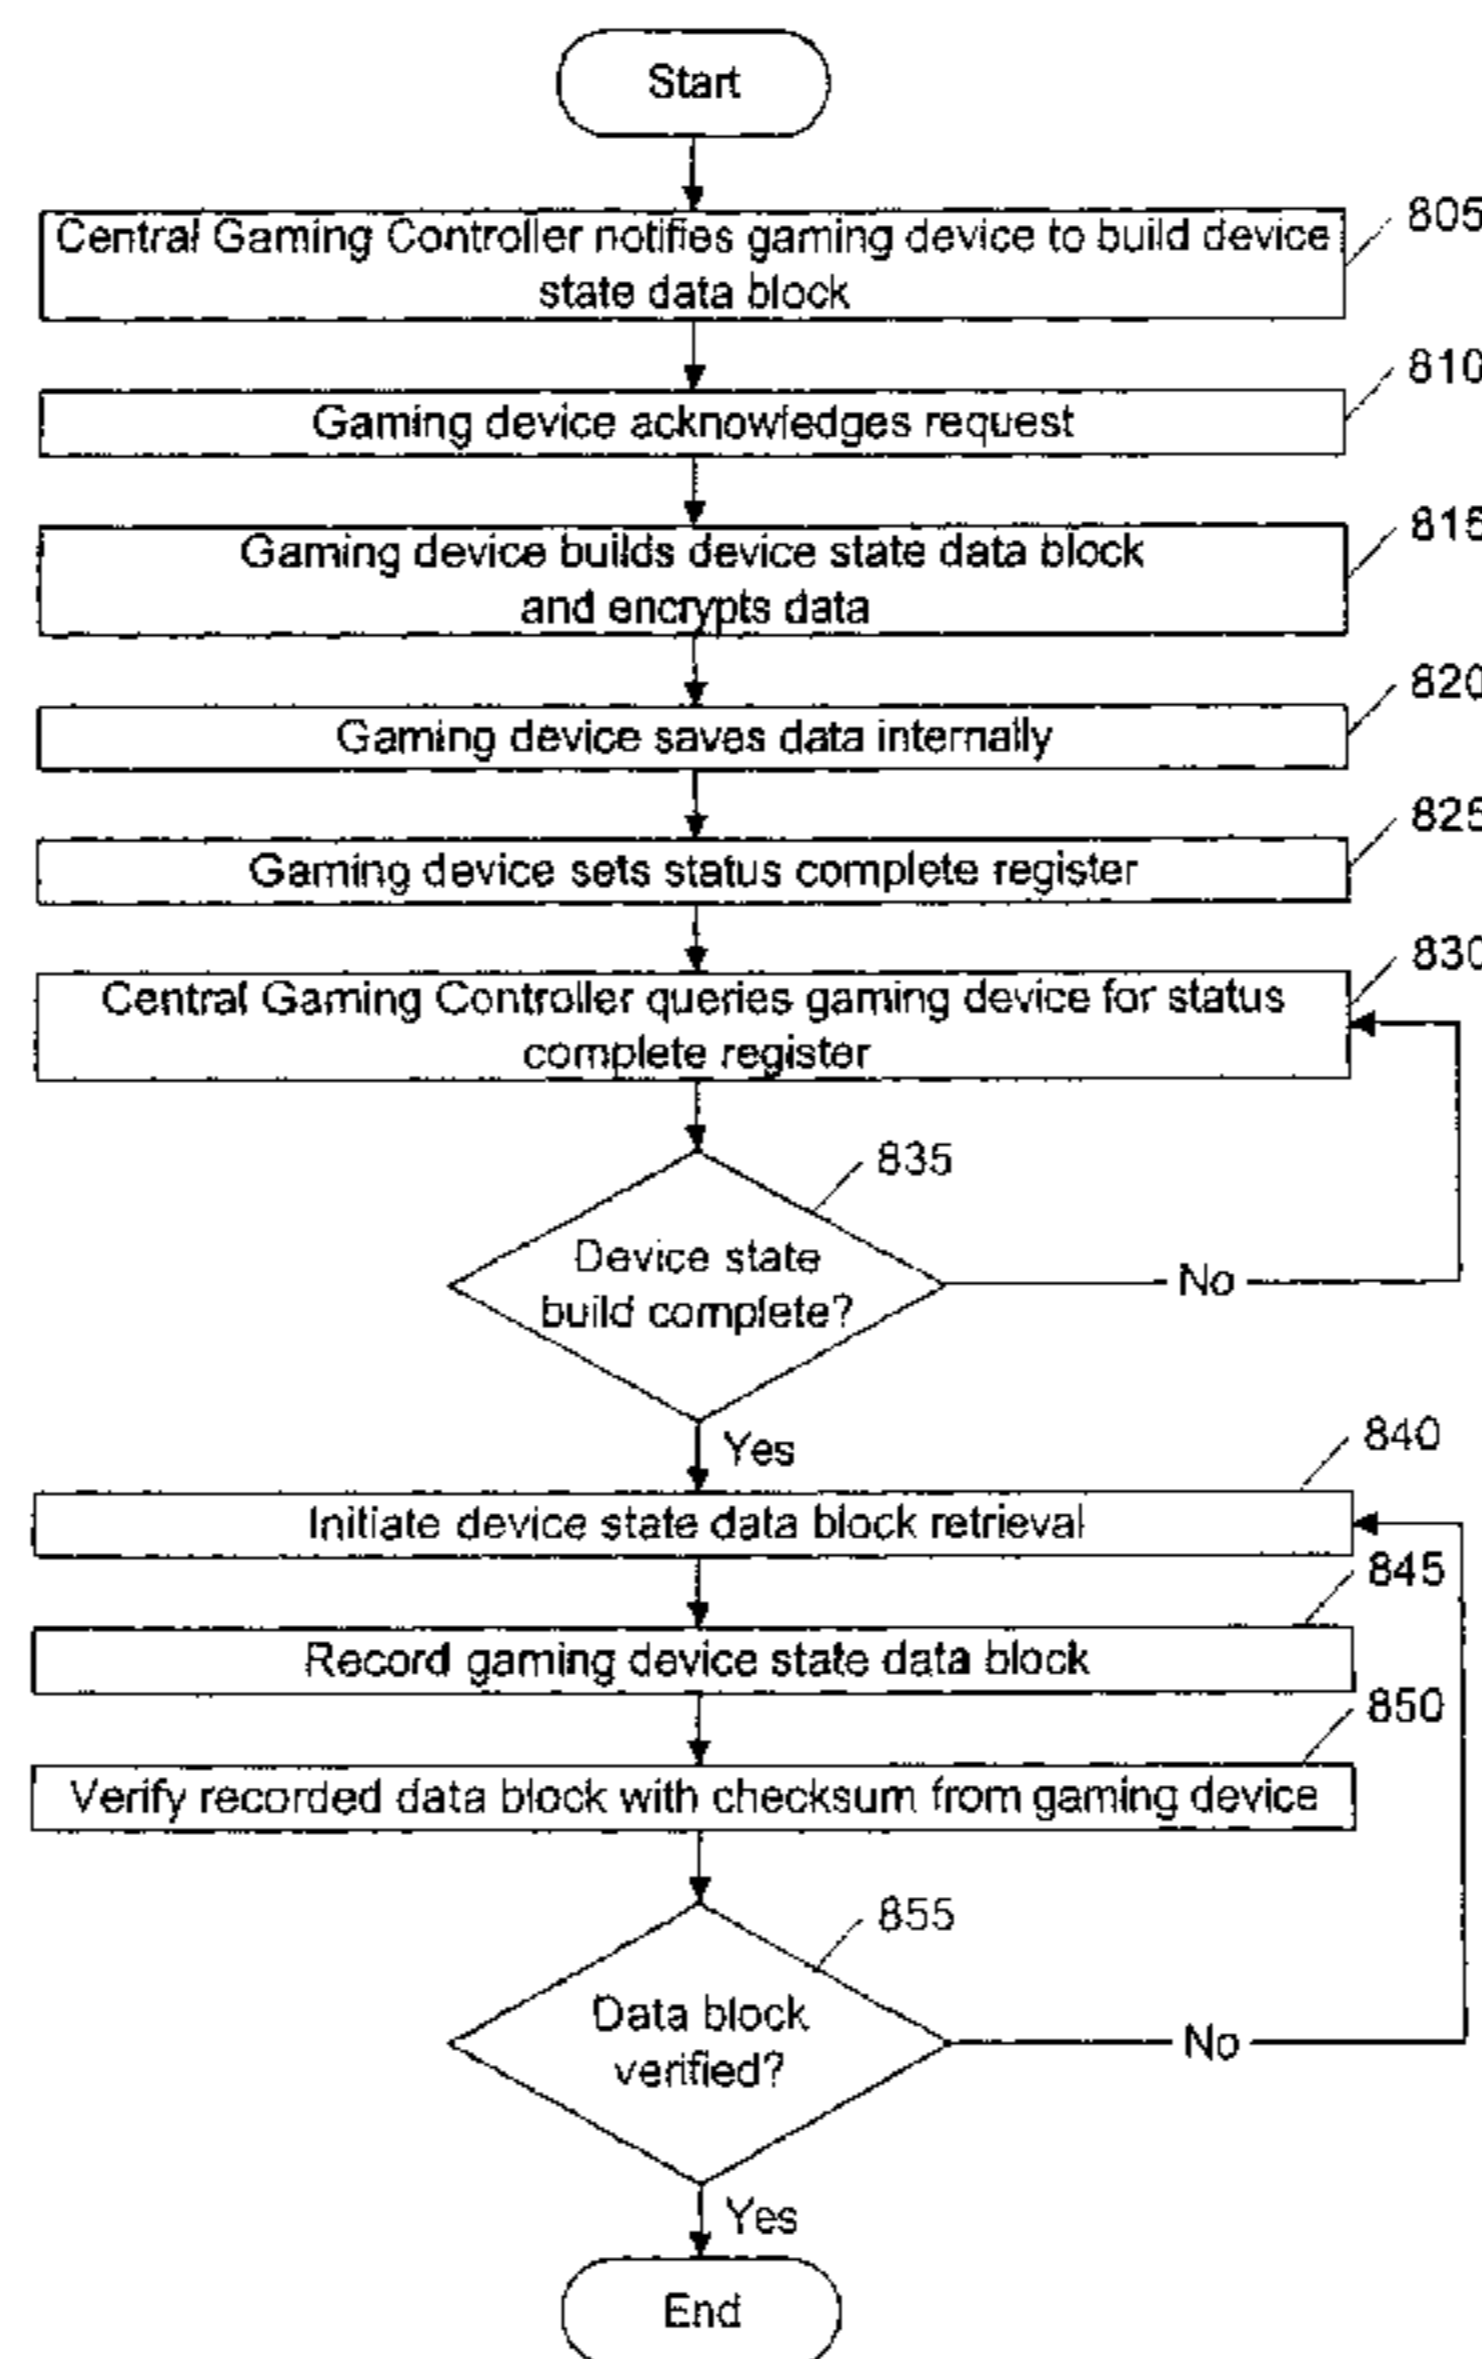 Start
Central Gaming Controller notifies gaming device to build device
state data block
805
Gaming device acknowledges request
810
Gaming device builds device state data block
and encrypts data
815
Gaming device saves data internally
820
Gaming device sets status complete register
825
Central Gaming Controller queries gaming device for status
complete register
830
835
Device state
build complete?
No
Yes
840
Initiate device state data block retrieval
845
Record gaming device state data block
850
Verify recorded data block with checksum from gaming device
855
Data block
verified?
No
Yes
End